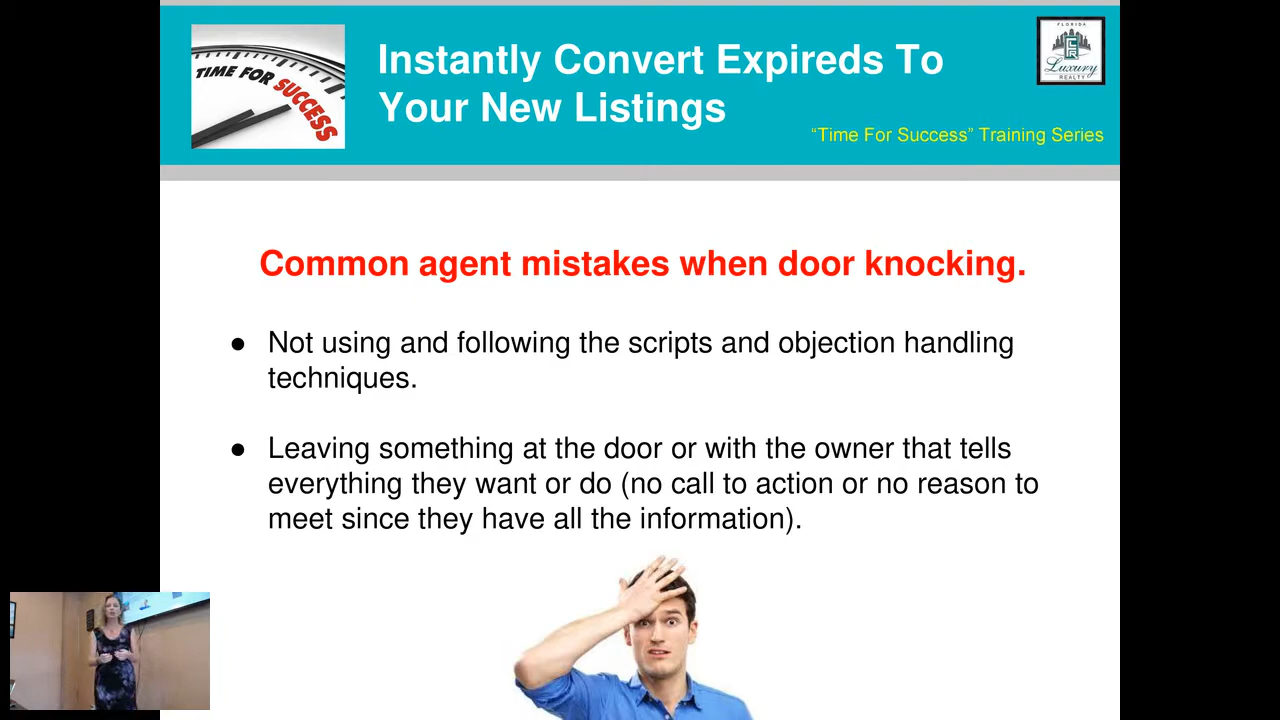 TIME FOR SUCCESS
Instantly Convert Expireds To
Your New Listings
FLORIDA
LR
Luxury
REALTY
“Time For Success” Training Series
Common agent mistakes when door knocking.
● Not using and following the scripts and objection handling
techniques.
● Leaving something at the door or with the owner that tells
everything they want or do (no call to action or no reason to
meet since they have all the information).